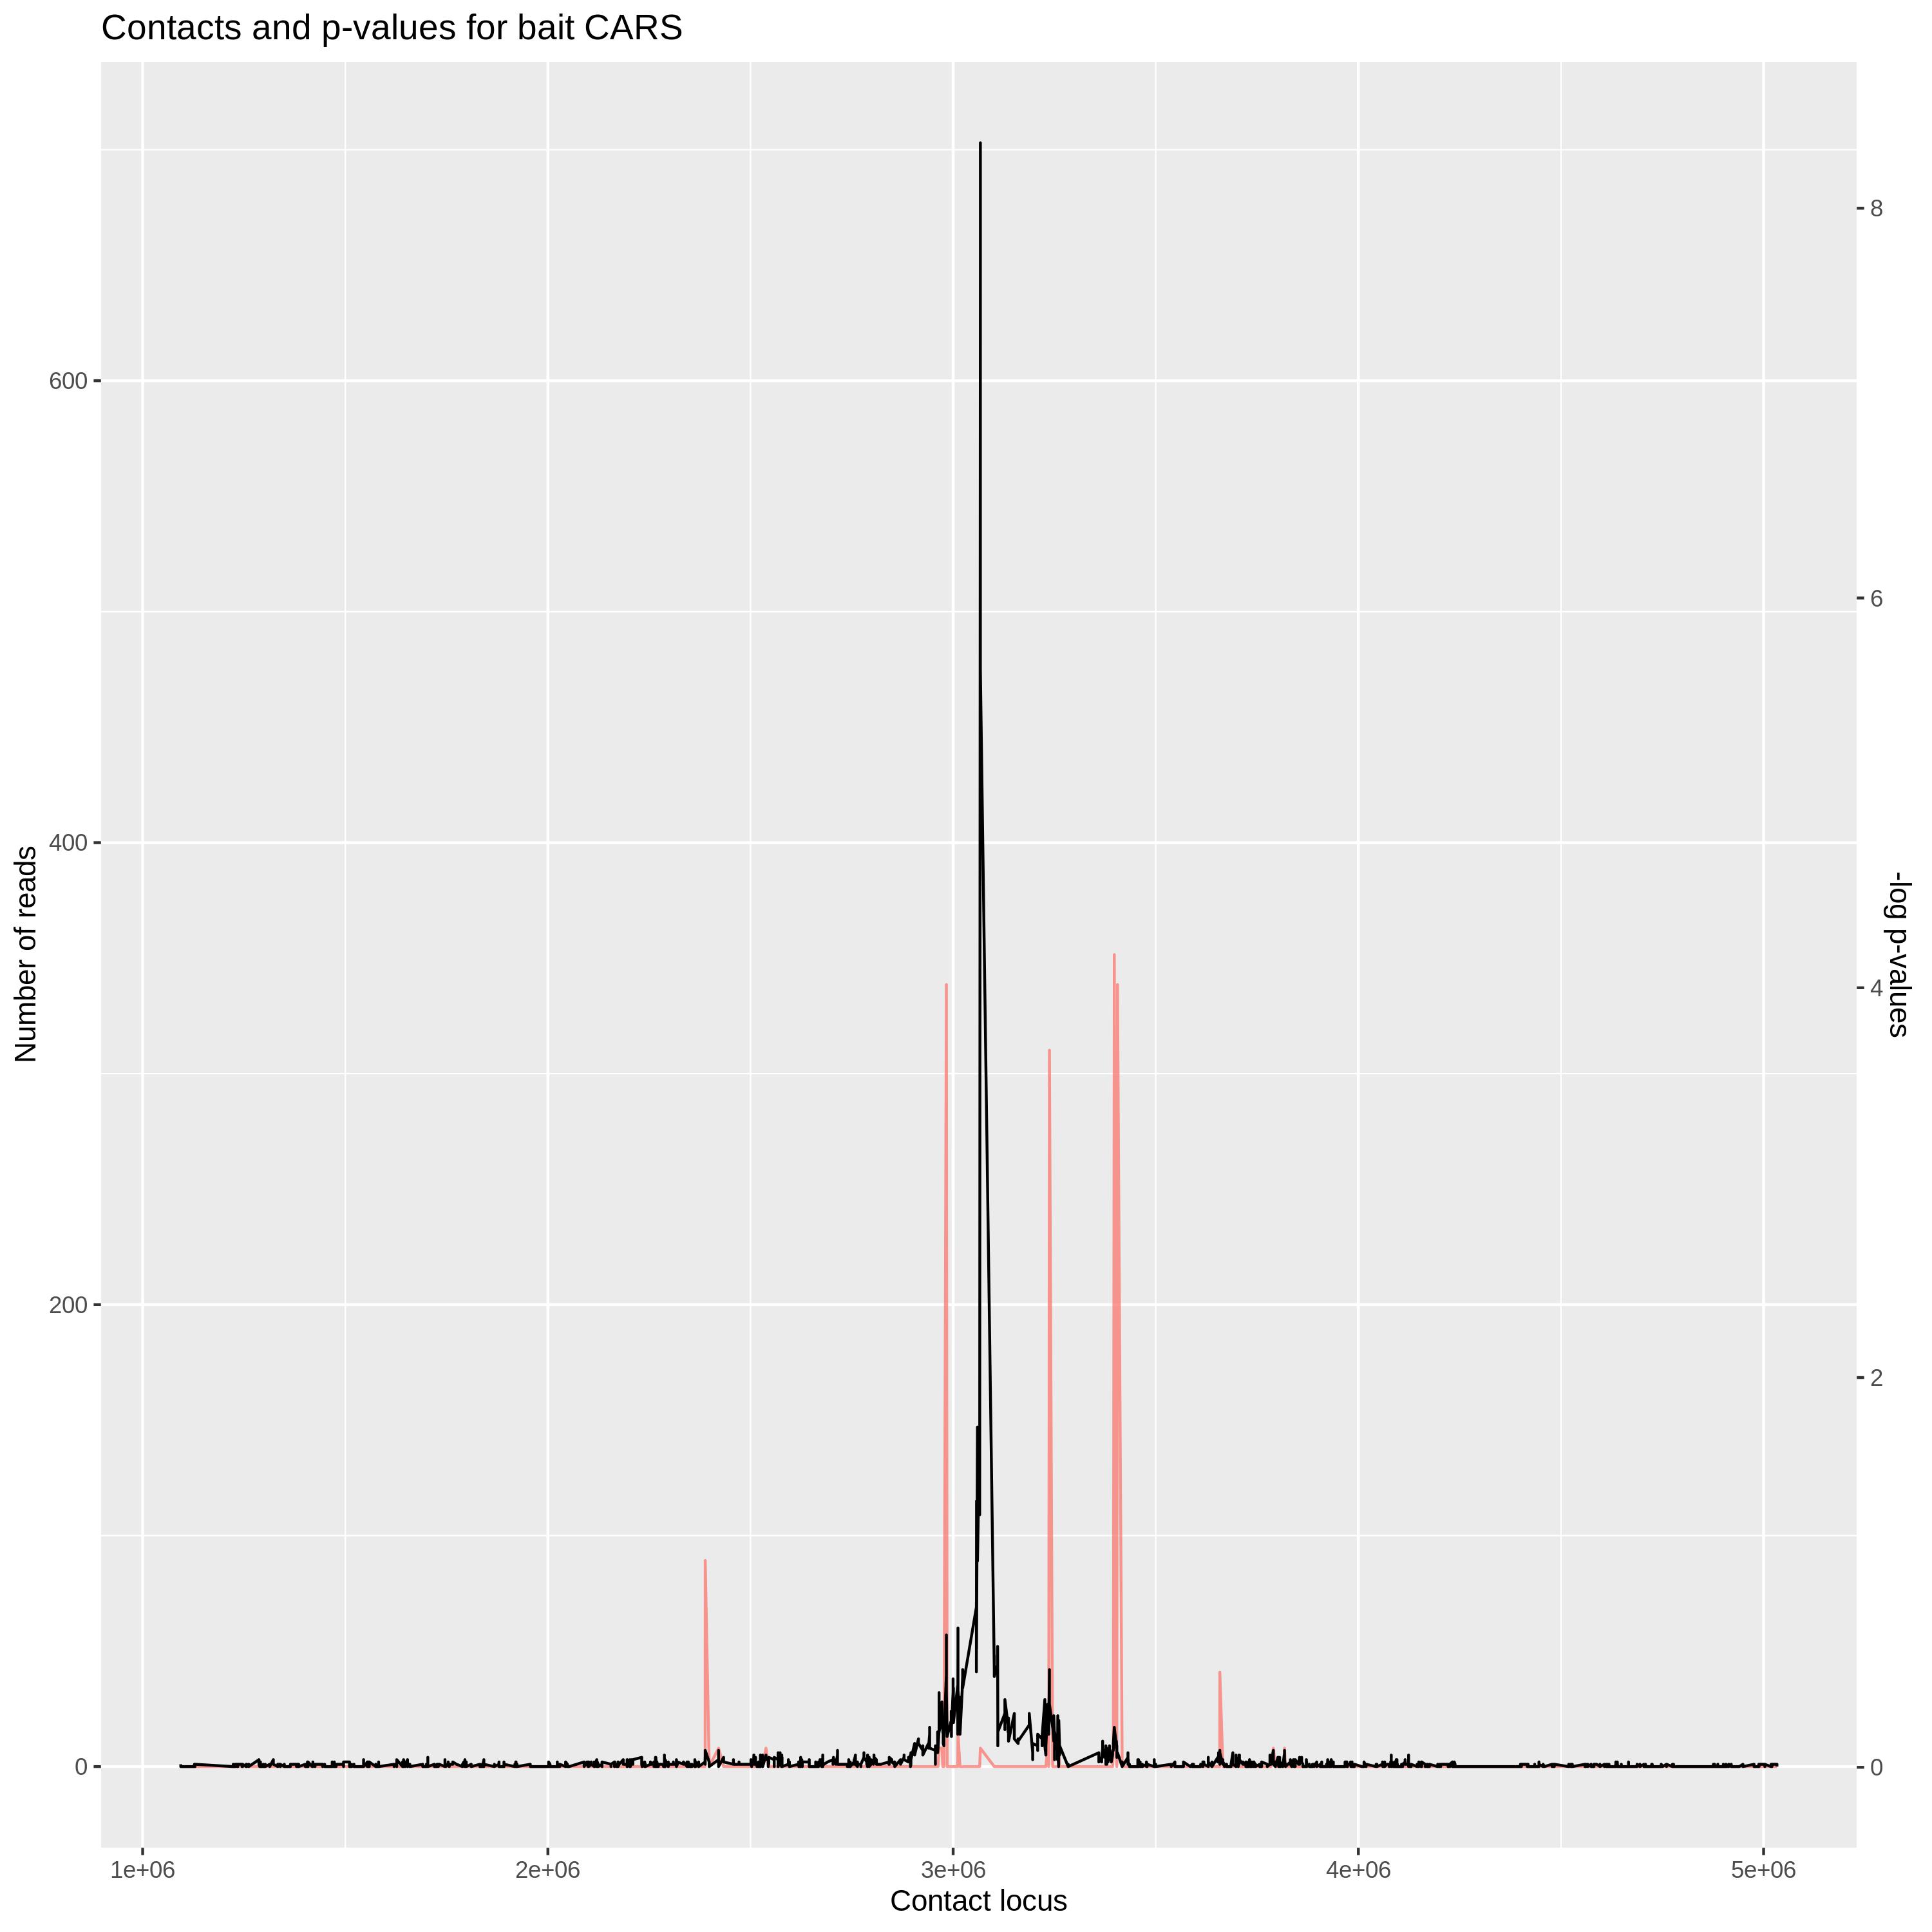 Contacts and p-values for bait CARS
8
600
6
400
Number of reads
-log p-values
4
200
2
0
0
1e+06
2e+06
3e+06
4e+06
5e+06
Contact locus